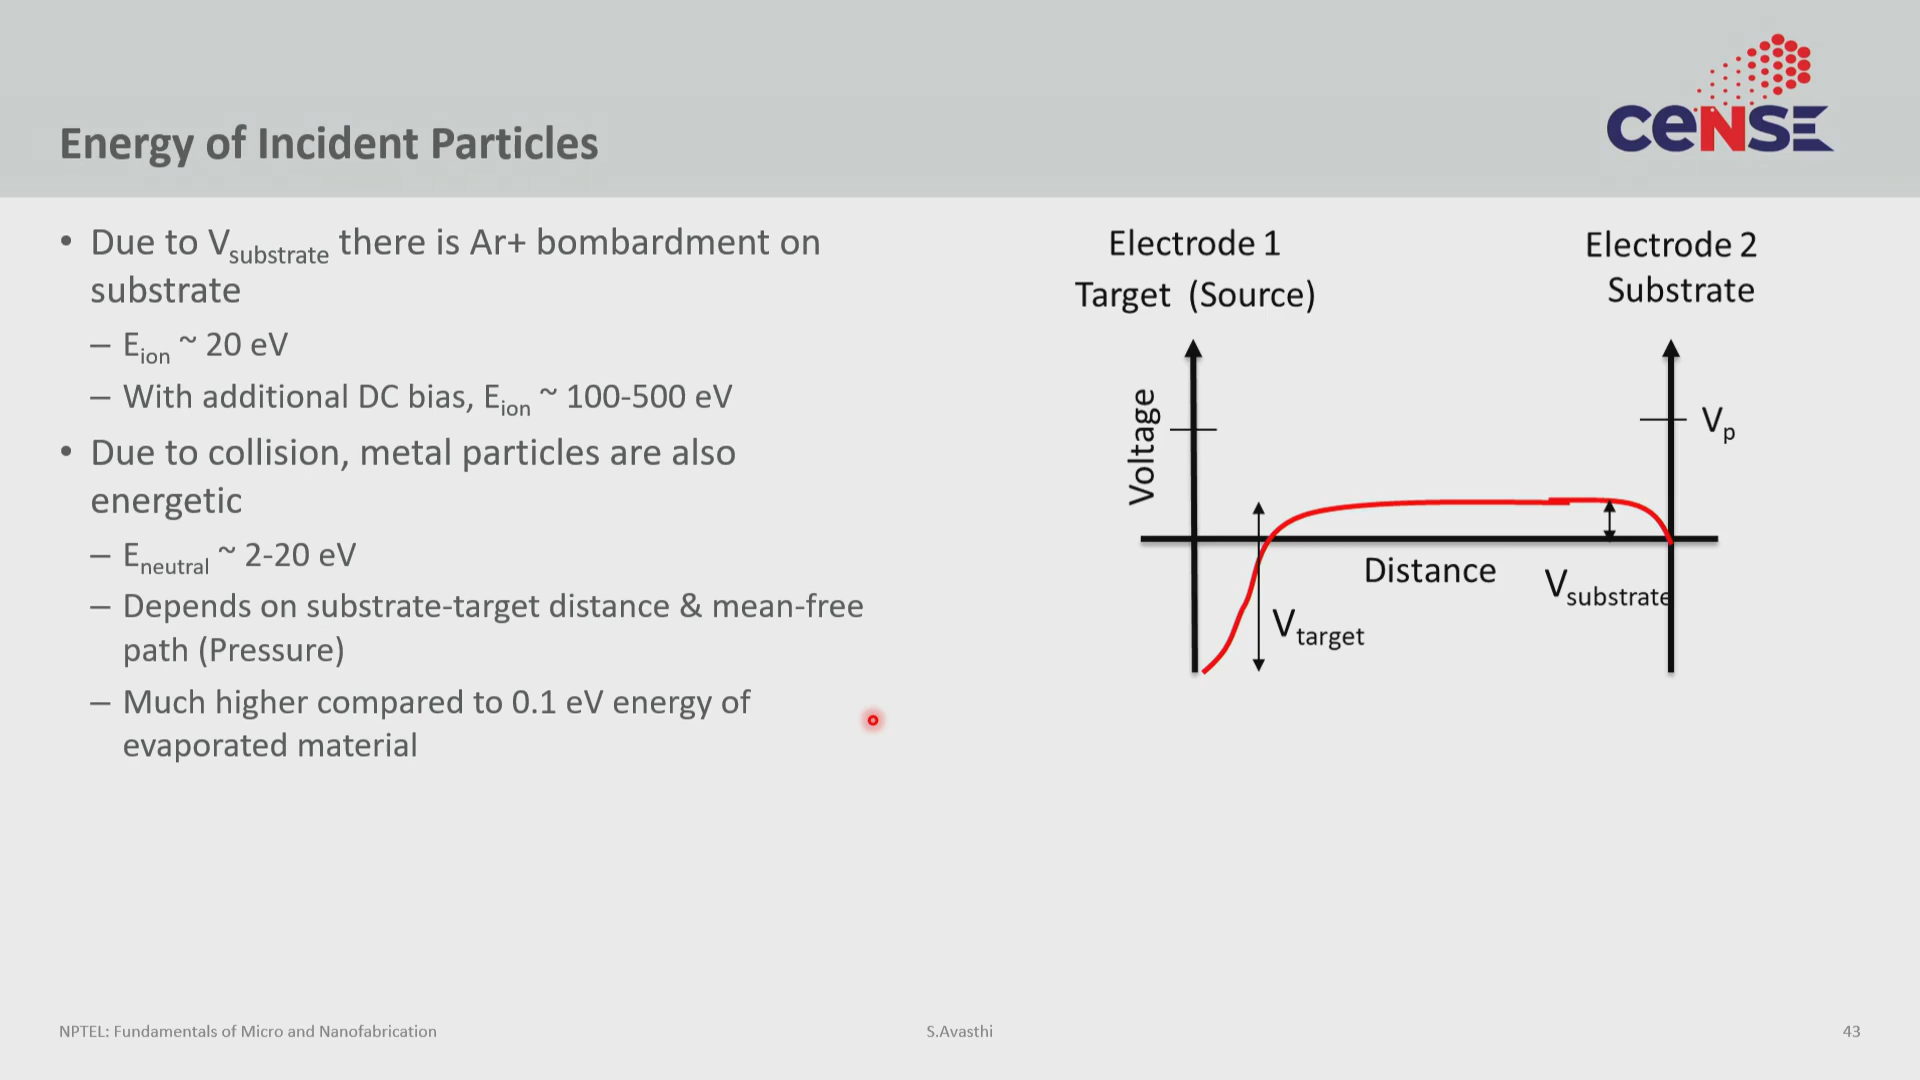 Energy of Incident Particles
ceNSE
• Due to Vsubstrate there is Ar+ bombardment on
substrate
– Eion ~ 20 eV
– With additional DC bias, Eion ~ 100-500 eV
• Due to collision, metal particles are also
energetic
– Eneutral ~ 2-20 eV
– Depends on substrate-target distance & mean-free
path (Pressure)
– Much higher compared to 0.1 eV energy of
evaporated material
Electrode 1
Target (Source)
Electrode 2
Substrate
Voltage
Vp
Distance
Vsubstrate
Vtarget
NPTEL: Fundamentals of Micro and Nanofabrication
S.Avasthi
43